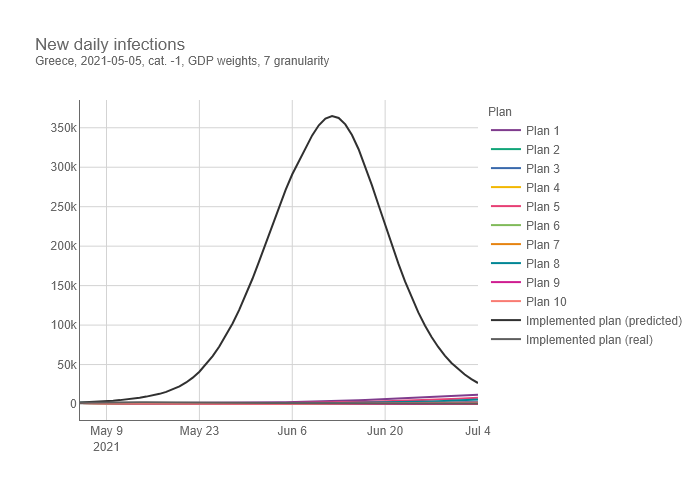 New daily infections
Greece, 2021-05-05, cat. -1, GDP weights, 7 granularity
350k
300k
250k
200k
150k
100k
50k
0
May 9
2021
May 23
Jun 6
Jun 20
Jul 4
Plan
Plan 1
Plan 2
Plan 3
Plan 4
Plan 5
Plan 6
Plan 7
Plan 8
Plan 9
Plan 10
Implemented plan (predicted)
Implemented plan (real)